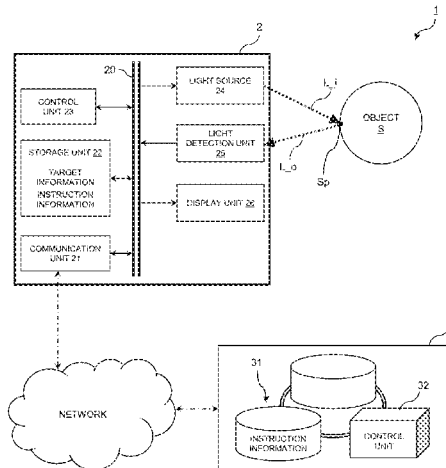 1
2
20
LIGHT SOURCE
24
L_i
CONTROL
UNIT 23
OBJECT
S
LIGHT
DETECTION UNIT
25
STORAGE UNIT 22
TARGET
INFORMATION
INSTRUCTION
INFORMATION
L_o
Sp
DISPLAY UNIT 26
COMMUNICATION
UNIT 21
31
32
NETWORK
INSTRUCTION
INFORMATION
CONTROL
UNIT